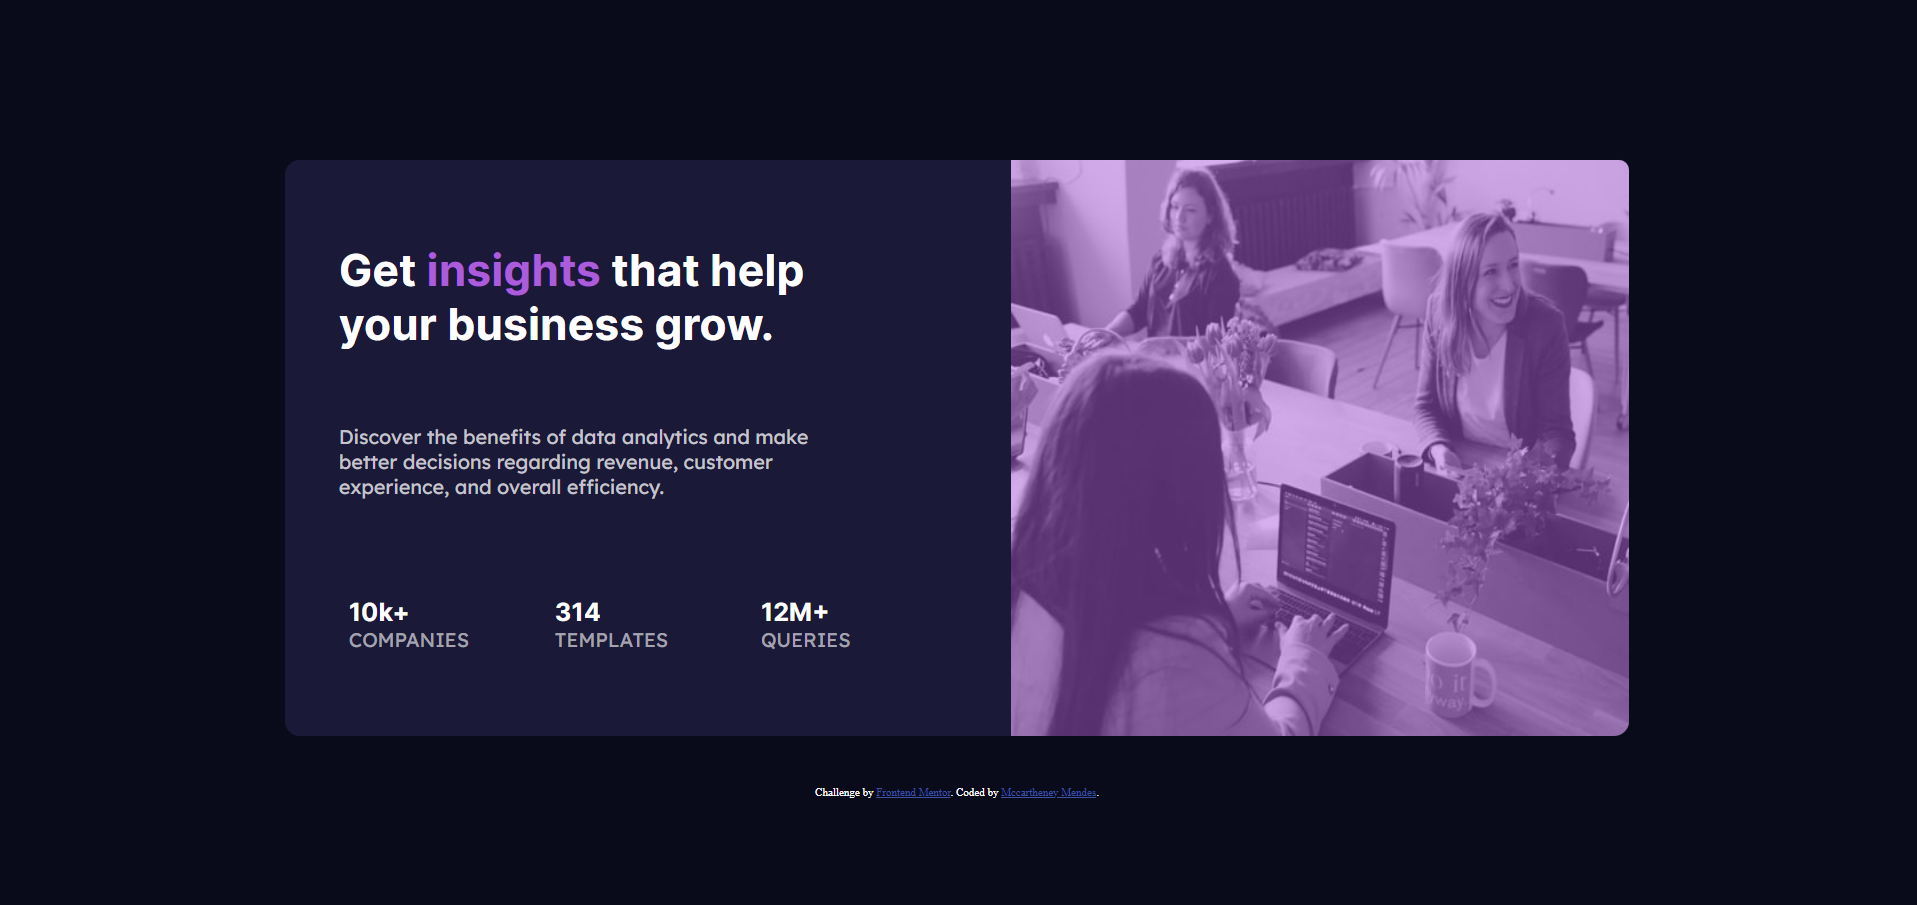 Get insights that help
your business grow.
Discover the benefits of data analytics and make
better decisions regarding revenue, customer
experience, and overall efficiency.
10k+
COMPANIES
314
TEMPLATES
12M+
QUERIES
way
Challenge by Frontend Mentor. Coded by Mccartheney Mendes.